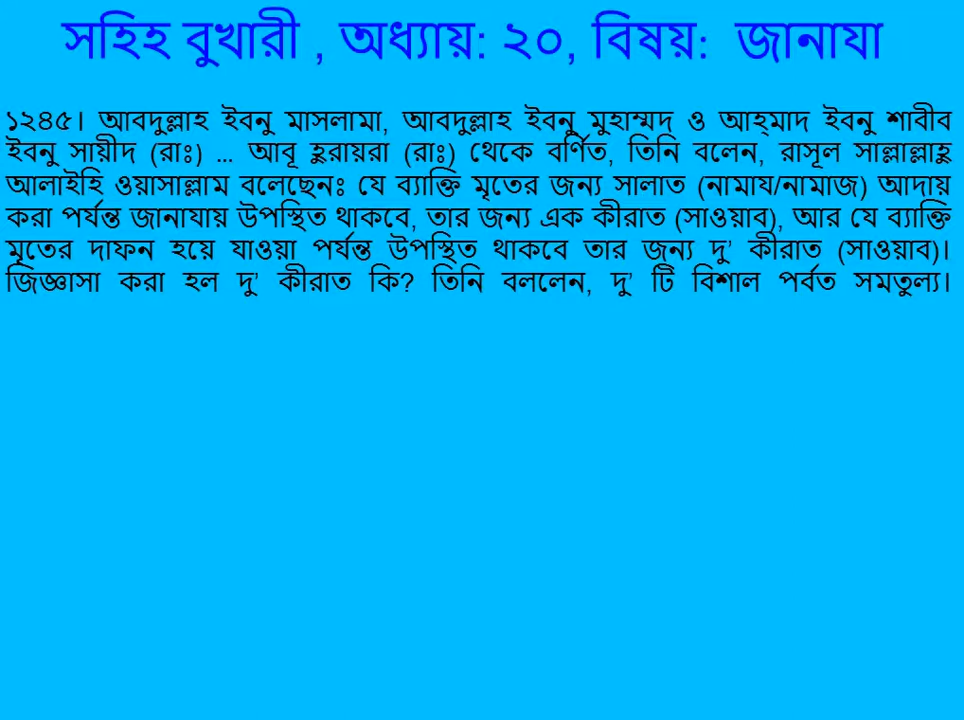 সহিহ বুখারী , অধ্যায়: ২০, বিষয়: জানাযা
১২৪৫। আবদুল্লাহ ইবনু মাসলামা, আবদুল্লাহ ইবনু মুহাম্মদ ও আহ্‌মাদ ইবনু শাবীব
ইবনু সায়ীদ (রাঃ) ... আবূ হুরায়রা (রাঃ) থেকে বর্ণিত, তিনি বলেন, রাসূল সাল্লাল্লাহু
আলাইহি ওয়াসাল্লাম বলেছেনঃ যে ব্যাক্তি মৃতের জন্য সালাত (নামায/নামাজ) আদায়
করা পর্যন্ত জানাযায় উপস্থিত থাকবে, তার জন্য এক কীরাত (সাওয়াব), আর যে ব্যাক্তি
মৃতের দাফন হয়ে যাওয়া পর্যন্ত উপস্থিত থাকবে তার জন্য দু’ কীরাত (সাওয়াব)।
জিজ্ঞাসা করা হল দু’ কীরাত কি? তিনি বললেন, দু’ টি বিশাল পর্বত সমতুল্য।